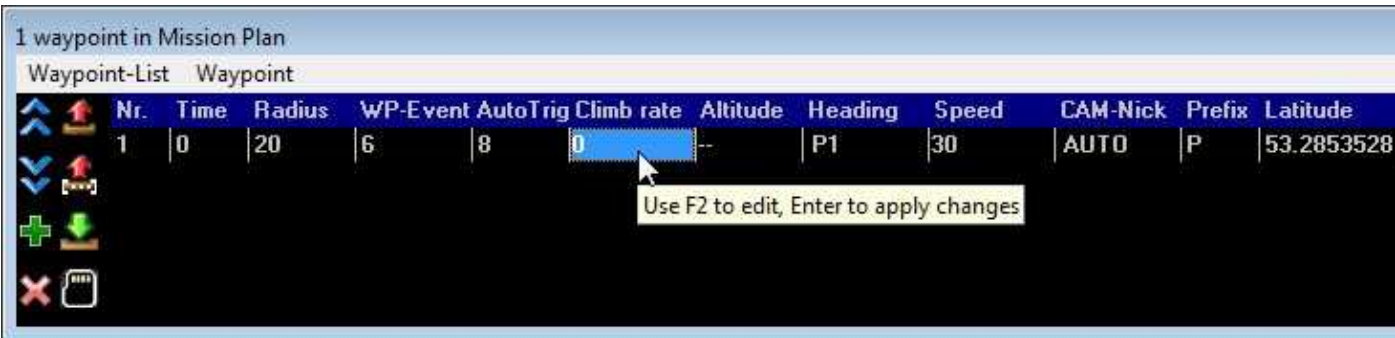 1 waypoint in Mission Plan
Waypoint-List Waypoint
Nr. Time Radius WP-Event AutoTrig Climb rate Altitude Heading Speed CAM-Nick Prefix Latitude
1 0 20 6 8 0 -- P1 30 AUTO P 53.2853528
Use F2 to edit, Enter to apply changes